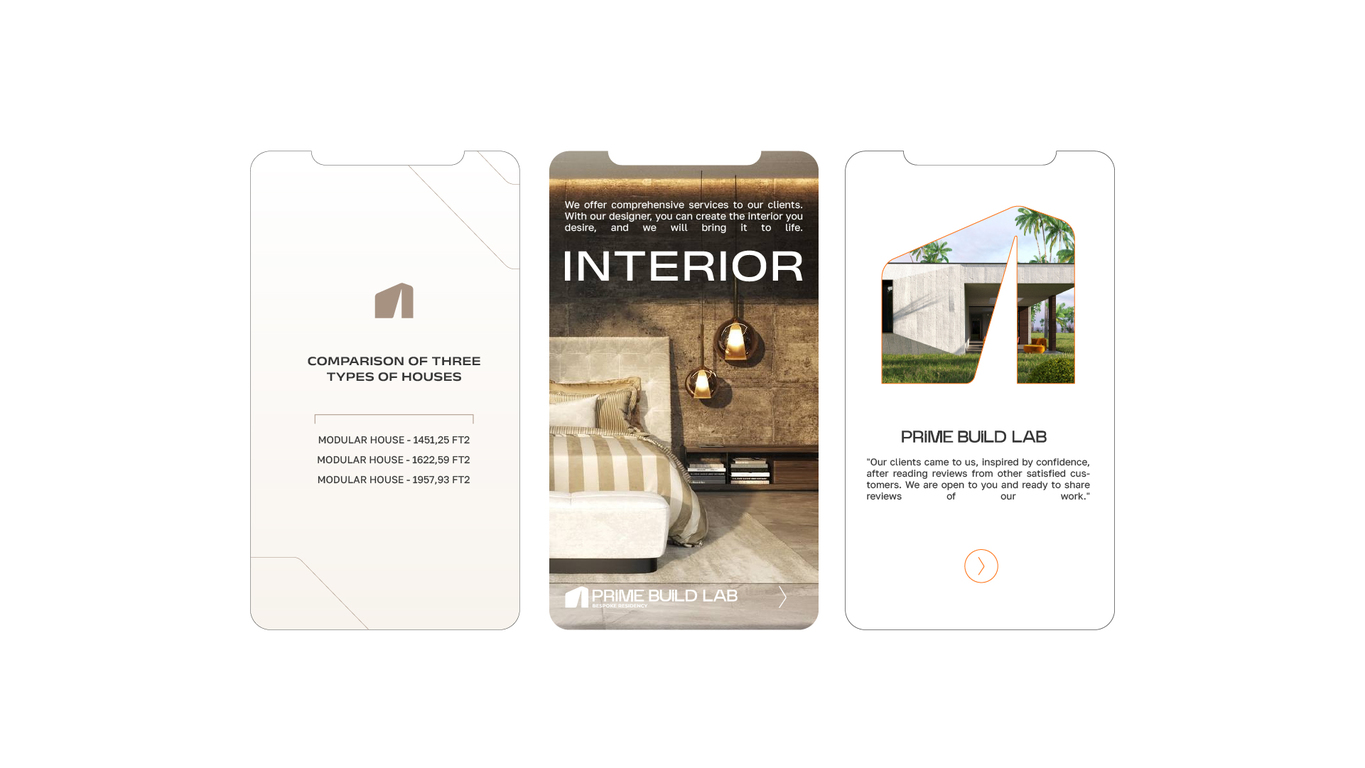 COMPARISON OF THREE
TYPES OF HOUSES
MODULAR HOUSE - 1451,25 FT2
MODULAR HOUSE - 1622,59 FT2
MODULAR HOUSE - 1957,93 FT2
We offer comprehensive services to our clients.
With our designer, you can create the interior you
desire, and we will bring it to life.
INTERIOR
PRIME BUILD LAB
BESPOKE RESIDENCY
PRIME BUILD LAB
"Our clients came to us, inspired by confidence,
after reading reviews from other satisfied cus-
tomers. We are open to you and ready to share
reviews of our work."